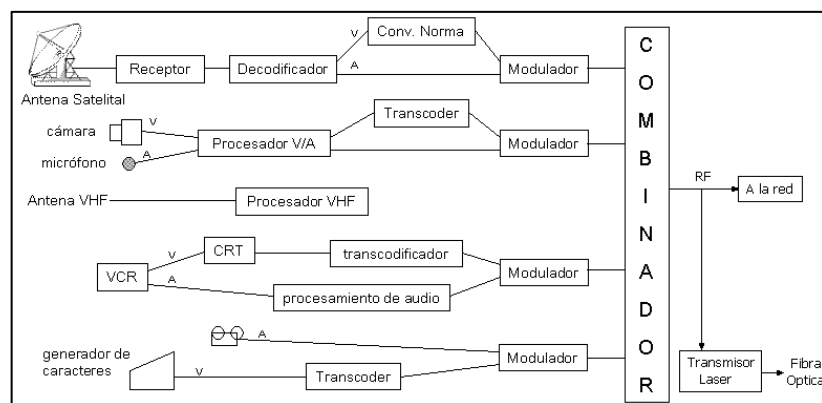 V
Conv. Norma
Receptor
Decodificador
A
Modulador
Antena Satelital
cámara
V
Transcoder
Procesador V/A
Modulador
micrófono
A
RF
A la red
Antena VHF
Procesador VHF
V
CRT
transcodificador
VCR
A
Modulador
procesamiento de audio
A
generador de
caracteres
Modulador
V
Transcoder
Transmisor
Laser
Fibra
Optica
C
O
M
B
I
N
A
D
O
R